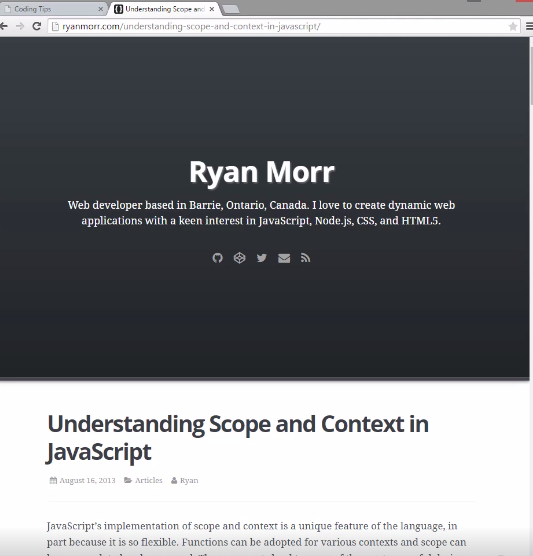 Coding Tips
Understanding Scope and
ryanmorr.com/understanding-scope-and-context-in-javascript/
Ryan Morr
Web developer based in Barrie, Ontario, Canada. I love to create dynamic web
applications with a keen interest in JavaScript, Node.js, CSS, and HTML5.
Understanding Scope and Context in
JavaScript
August 16, 2013 Articles Ryan
JavaScript's implementation of scope and context is a unique feature of the language, in
part because it is so flexible. Functions can be adopted for various contexts and scope can